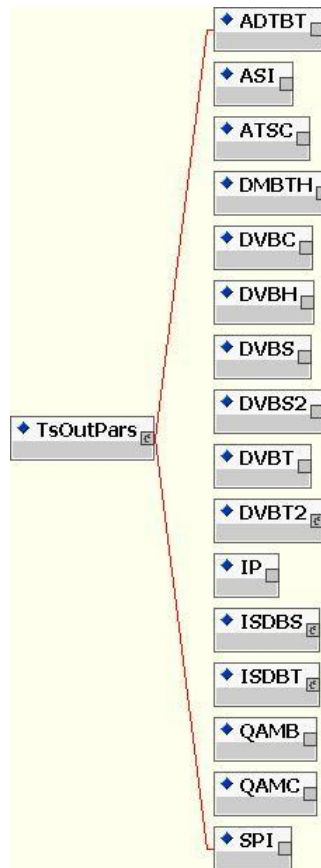 ADTBT
ASI
ATSC
DMBTH
DVBC
DVBH
DVBS
DVBS2
TsOutPars
DVBT
DVBT2
IP
ISDBS
ISDBT
QAMB
QAMC
SPI